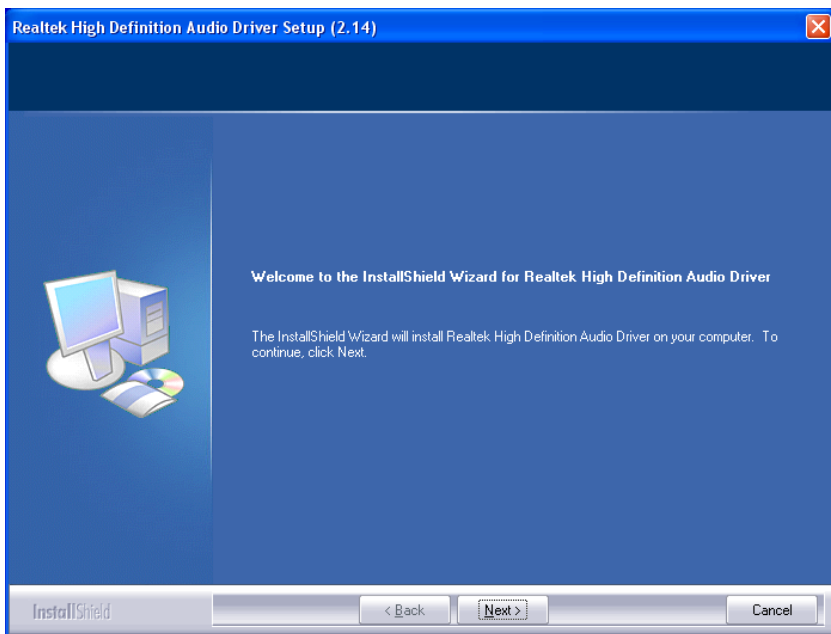 Realtek High Definition Audio Driver Setup (2.14)
Welcome to the InstallShield Wizard for Realtek High Definition Audio Driver
The InstallShield Wizard will install Realtek High Definition Audio Driver on your computer. To
continue, click Next.
InstallShield
< Back
Next >
Cancel